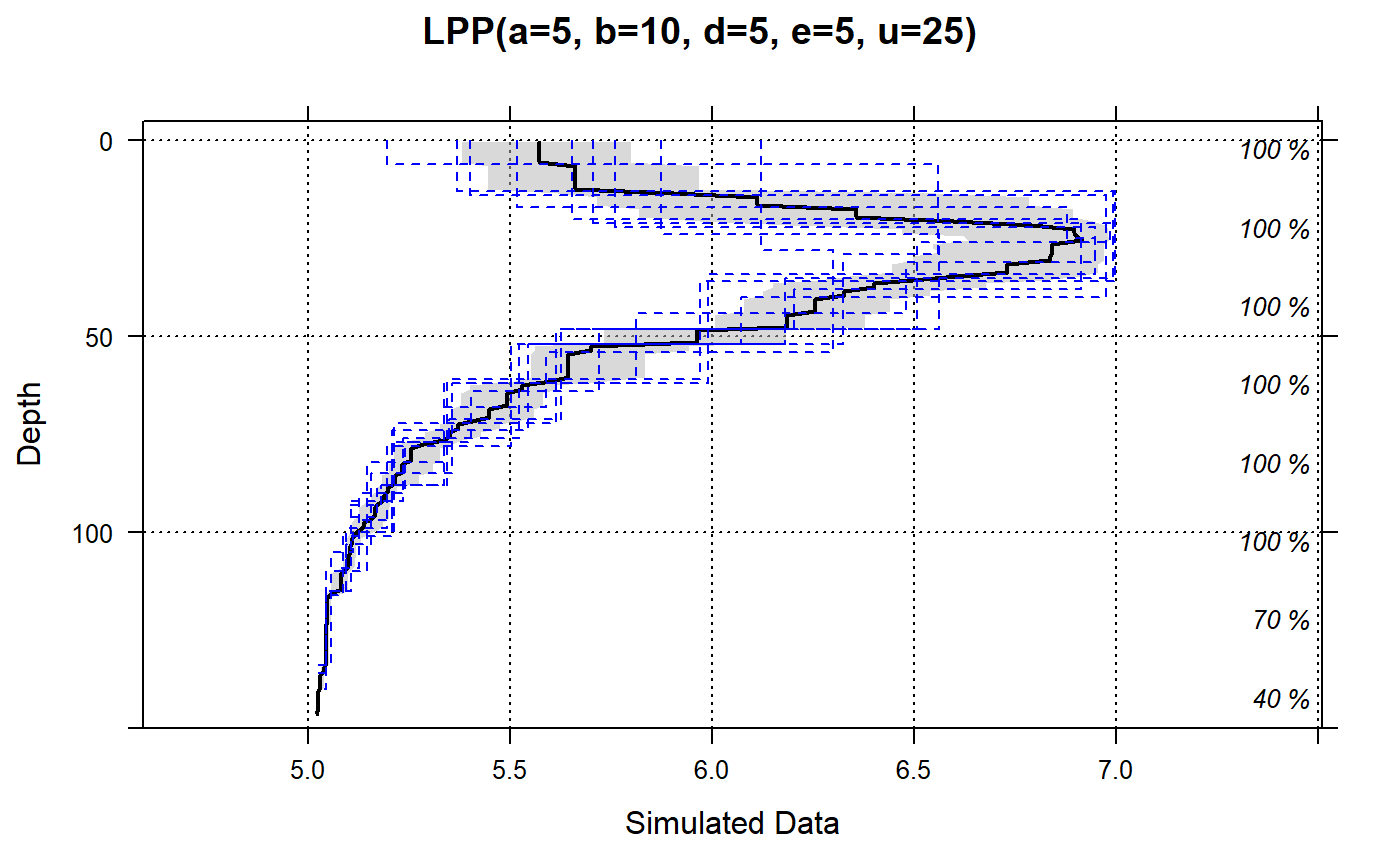 LPP(a=5, b=10, d=5, e=5, u=25)
0
50
100
Depth
100 %
100 %
100 %
100 %
100 %
100 %
70 %
40 %
5.0 5.5 6.0 6.5 7.0
Simulated Data